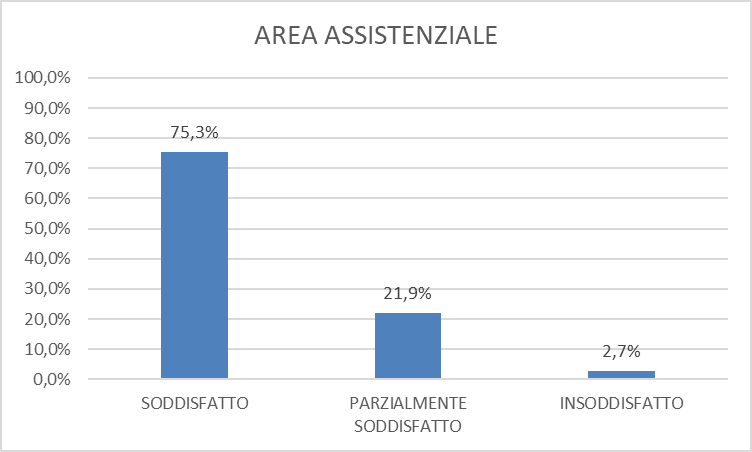 AREA ASSISTENZIALE
100,0%
90,0%
80,0%
70,0%
60,0%
50,0%
40,0%
30,0%
20,0%
10,0%
0,0%
75,3%
21,9%
2,7%
SODDISFATTO
PARZIALMENTE
SODDISFATTO
INSODDISFATTO